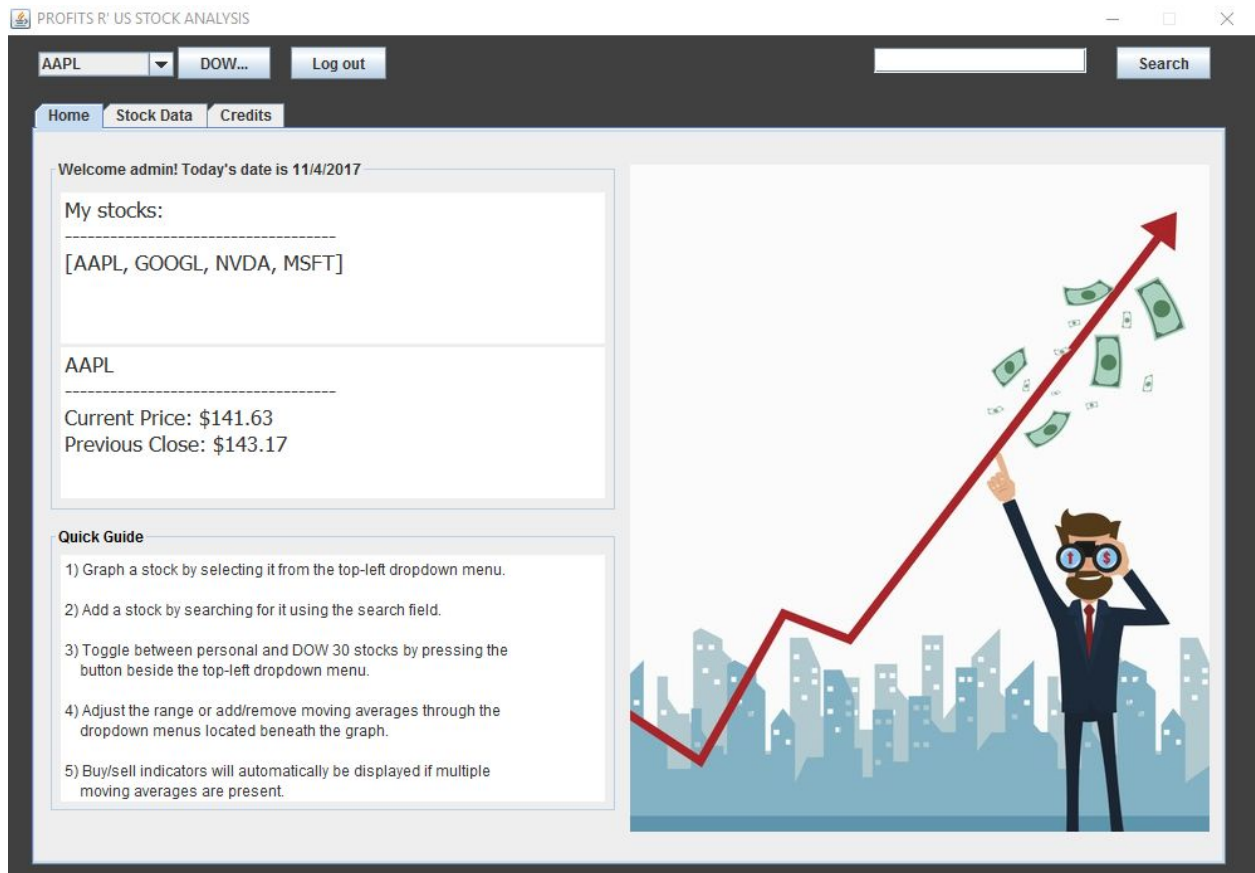 PROFITS R' US STOCK ANALYSIS
AAPL
DOW...
Log out
Search
Home
Stock Data
Credits
Welcome admin! Today's date is 11/4/2017
My stocks:
------------------------------------
[AAPL, GOOGL, NVDA, MSFT]
AAPL
------------------------------------
Current Price: $141.63
Previous Close: $143.17
Quick Guide
1) Graph a stock by selecting it from the top-left dropdown menu.
2) Add a stock by searching for it using the search field.
3) Toggle between personal and DOW 30 stocks by pressing the
button beside the top-left dropdown menu.
4) Adjust the range or add/remove moving averages through the
dropdown menus located beneath the graph.
5) Buy/sell indicators will automatically be displayed if multiple
moving averages are present.
$